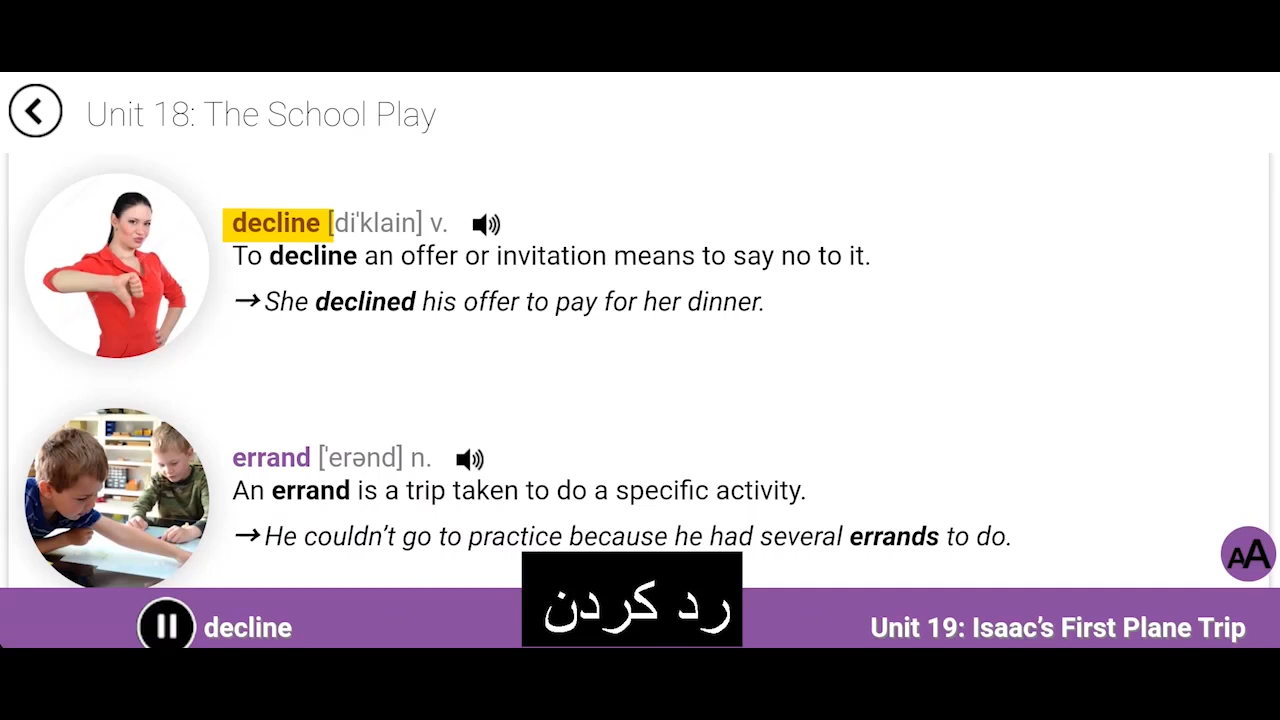 Unit 18: The School Play
decline [di'klain] v.
To decline an offer or invitation means to say no to it.
→ She declined his offer to pay for her dinner.
errand ['erənd] n.
An errand is a trip taken to do a specific activity.
→ He couldn’t go to practice because he had several errands to do.
AA
رد کردن
decline
Unit 19: Isaac’s First Plane Trip